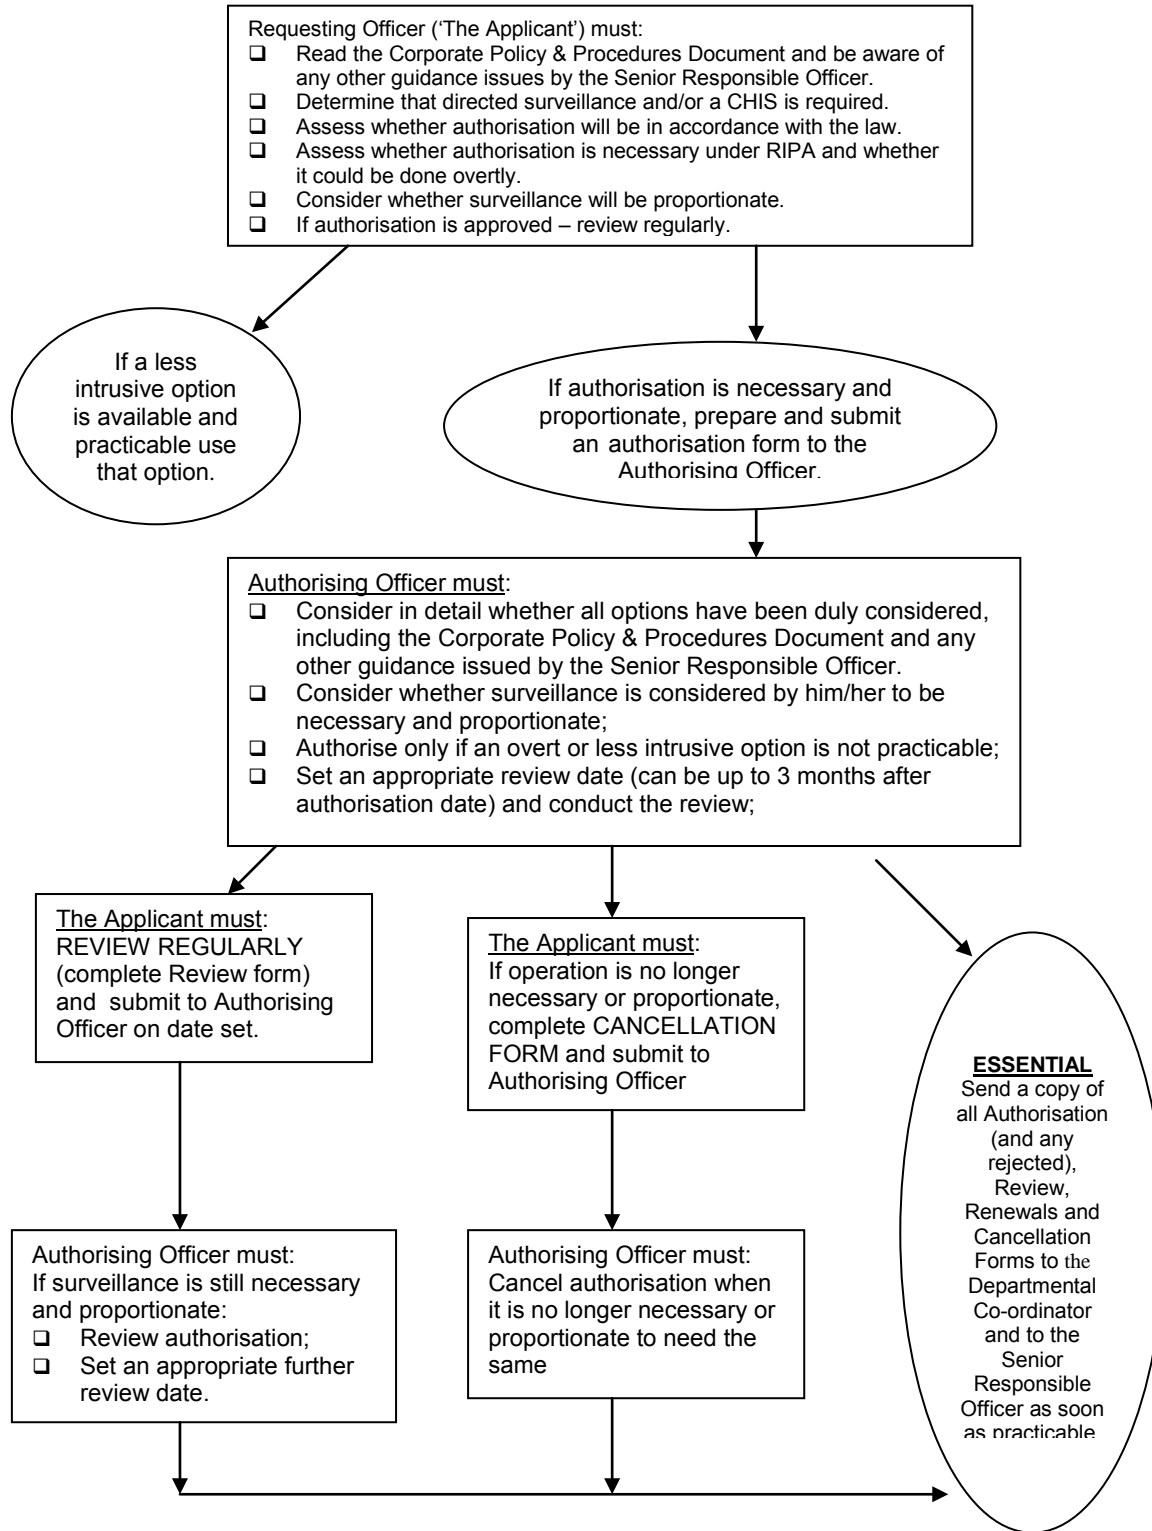 Requesting Officer (‘The Applicant’) must:
❑ Read the Corporate Policy & Procedures Document and be aware of
any other guidance issues by the Senior Responsible Officer.
❑ Determine that directed surveillance and/or a CHIS is required.
❑ Assess whether authorisation will be in accordance with the law.
❑ Assess whether authorisation is necessary under RIPA and whether
it could be done overtly.
❑ Consider whether surveillance will be proportionate.
❑ If authorisation is approved – review regularly.
If a less
intrusive option
is available and
practicable use
that option.
If authorisation is necessary and
proportionate, prepare and submit
an authorisation form to the
Authorising Officer.
Authorising Officer must:
❑ Consider in detail whether all options have been duly considered,
including the Corporate Policy & Procedures Document and any
other guidance issued by the Senior Responsible Officer.
❑ Consider whether surveillance is considered by him/her to be
necessary and proportionate;
❑ Authorise only if an overt or less intrusive option is not practicable;
❑ Set an appropriate review date (can be up to 3 months after
authorisation date) and conduct the review;
The Applicant must:
REVIEW REGULARLY
(complete Review form)
and submit to Authorising
Officer on date set.
The Applicant must:
If operation is no longer
necessary or proportionate,
complete CANCELLATION
FORM and submit to
Authorising Officer
ESSENTIAL
Send a copy of
all Authorisation
(and any
rejected),
Review,
Renewals and
Cancellation
Forms to the
Departmental
Co-ordinator
and to the
Senior
Responsible
Officer as soon
as practicable
Authorising Officer must:
If surveillance is still necessary
and proportionate:
❑ Review authorisation;
❑ Set an appropriate further
review date.
Authorising Officer must:
Cancel authorisation when
it is no longer necessary or
proportionate to need the
same